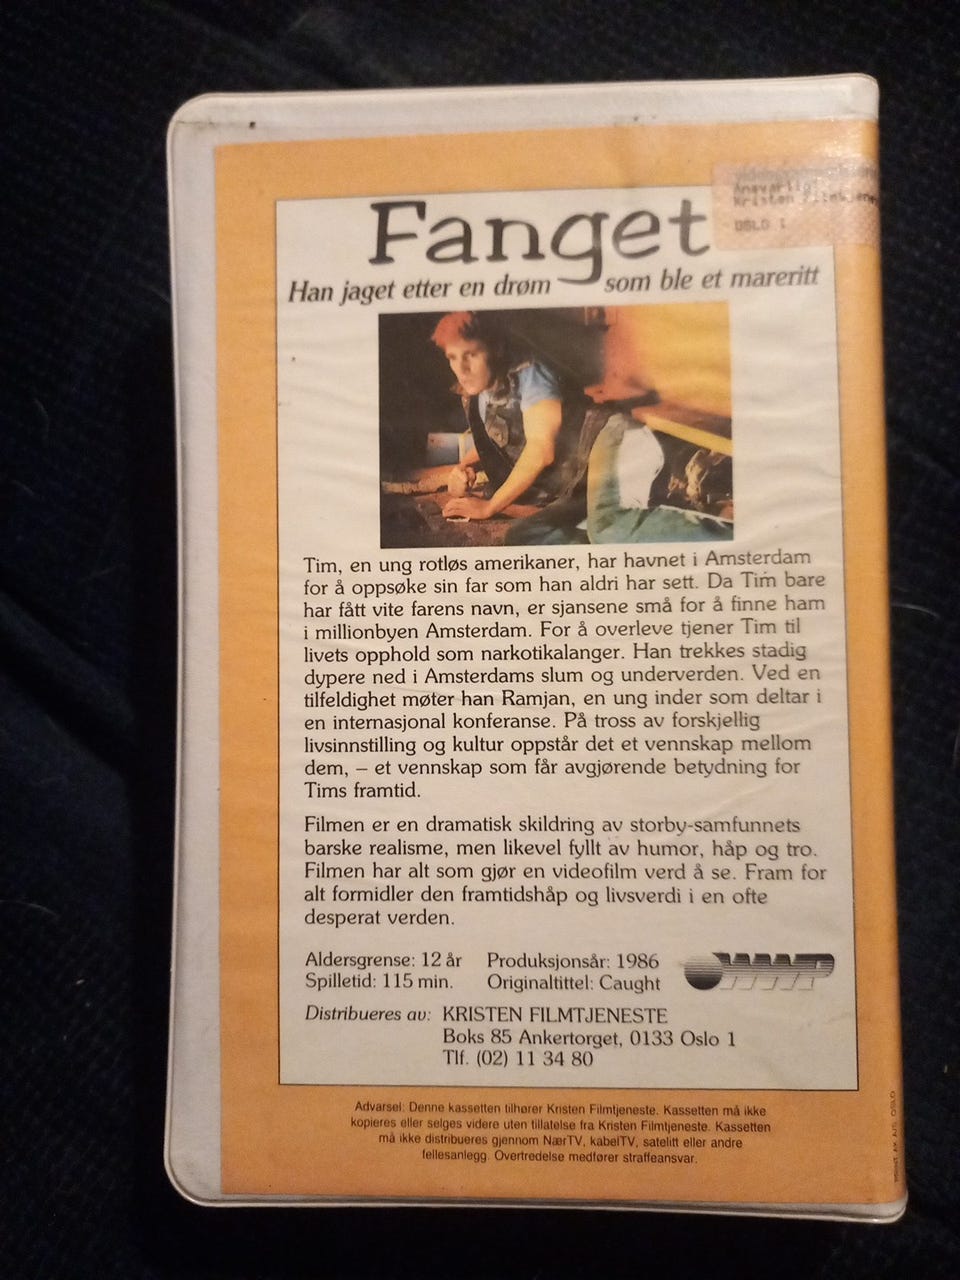 Fanget
Ansvarlig:
Kristen
OSLO 1
Han jaget etter en drøm som ble et mareritt
Tim, en ung rotløs amerikaner, har havnet i Amsterdam
for å oppsøke sin far som han aldri har sett. Da Tim bare
har fått vite farens navn, er sjansene små for å finne ham
i millionbyen Amsterdam. For å overleve tjener Tim til
livets opphold som narkotikalanger. Han trekkes stadig
dypere ned i Amsterdams slum og underverden. Ved en
tilfeldighet møter han Ramjan, en ung inder som deltar i
en internasjonal konferanse. På tross av forskjellig
livsinnstilling og kultur oppstår det et vennskap mellom
dem, – et vennskap som får avgjørende betydning for
Tims framtid.
Filmen er en dramatisk skildring av storby-samfunnets
barske realisme, men likevel fyllt av humor, håp og tro.
Filmen har alt som gjør en videofilm verd å se. Fram for
alt formidler den framtidshåp og livsverdi i en ofte
desperat verden.
Aldersgrense: 12 år Produksjonsår: 1986
Spilletid: 115 min. Originaltittel: Caught
WWP
Distribueres av: KRISTEN FILMTJENESTE
Boks 85 Ankertorget, 0133 Oslo 1
Tlf. (02) 11 34 80
Advarsel: Denne kassetten tilhører Kristen Filmtjeneste. Kassetten må ikke
kopieres eller selges videre uten tillatelse fra Kristen Filmtjeneste. Kassetten
må ikke distribueres gjennom NærTV, kabelTV, satelitt eller andre
fellesanlegg. Overtredelse medfører straffeansvar.